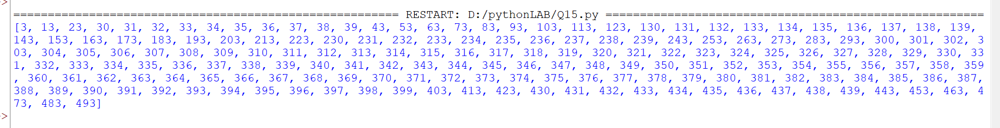 >
======================================================== RESTART: D:/pythonLAB/Q15.py =======================================================
[3, 13, 23, 30, 31, 32, 33, 34, 35, 36, 37, 38, 39, 43, 53, 63, 73, 83, 93, 103, 113, 123, 130, 131, 132, 133, 134, 135, 136, 137, 138, 139,
143, 153, 163, 173, 183, 193, 203, 213, 223, 230, 231, 232, 233, 234, 235, 236, 237, 238, 239, 243, 253, 263, 273, 283, 293, 300, 301, 302, 3
03, 304, 305, 306, 307, 308, 309, 310, 311, 312, 313, 314, 315, 316, 317, 318, 319, 320, 321, 322, 323, 324, 325, 326, 327, 328, 329, 330, 33
1, 332, 333, 334, 335, 336, 337, 338, 339, 340, 341, 342, 343, 344, 345, 346, 347, 348, 349, 350, 351, 352, 353, 354, 355, 356, 357, 358, 359
, 360, 361, 362, 363, 364, 365, 366, 367, 368, 369, 370, 371, 372, 373, 374, 375, 376, 377, 378, 379, 380, 381, 382, 383, 384, 385, 386, 387,
388, 389, 390, 391, 392, 393, 394, 395, 396, 397, 398, 399, 403, 413, 423, 430, 431, 432, 433, 434, 435, 436, 437, 438, 439, 443, 453, 463, 4
73, 483, 493]
>